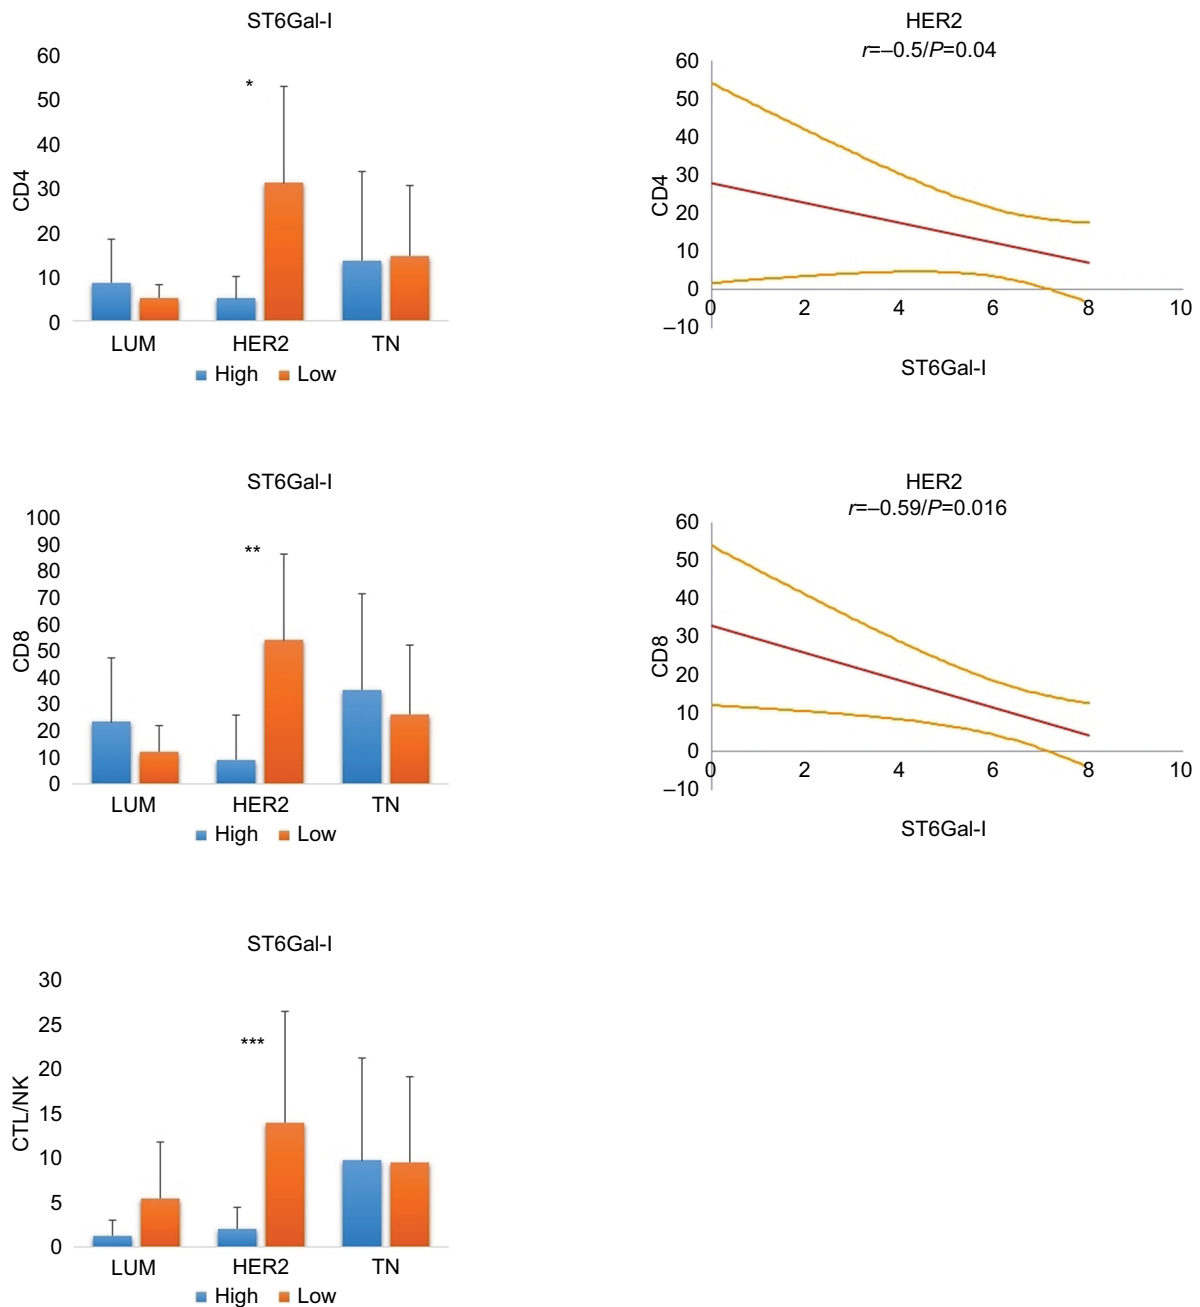 ST6Gal-I
60
50
40
30
20
10
0
CD4
*
LUM HER2 TN
High Low
HER2
r=–0.5/P=0.04
60
50
40
30
20
10
0
–10
CD4
0 2 4 6 8 10
ST6Gal-I
ST6Gal-I
100
90
80
70
60
50
40
30
20
10
0
CD8
**
LUM HER2 TN
High Low
HER2
r=–0.59/P=0.016
60
50
40
30
20
10
0
–10
CD8
0 2 4 6 8 10
ST6Gal-I
ST6Gal-I
30
25
20
15
10
5
0
CTL/NK
***
LUM HER2 TN
High Low